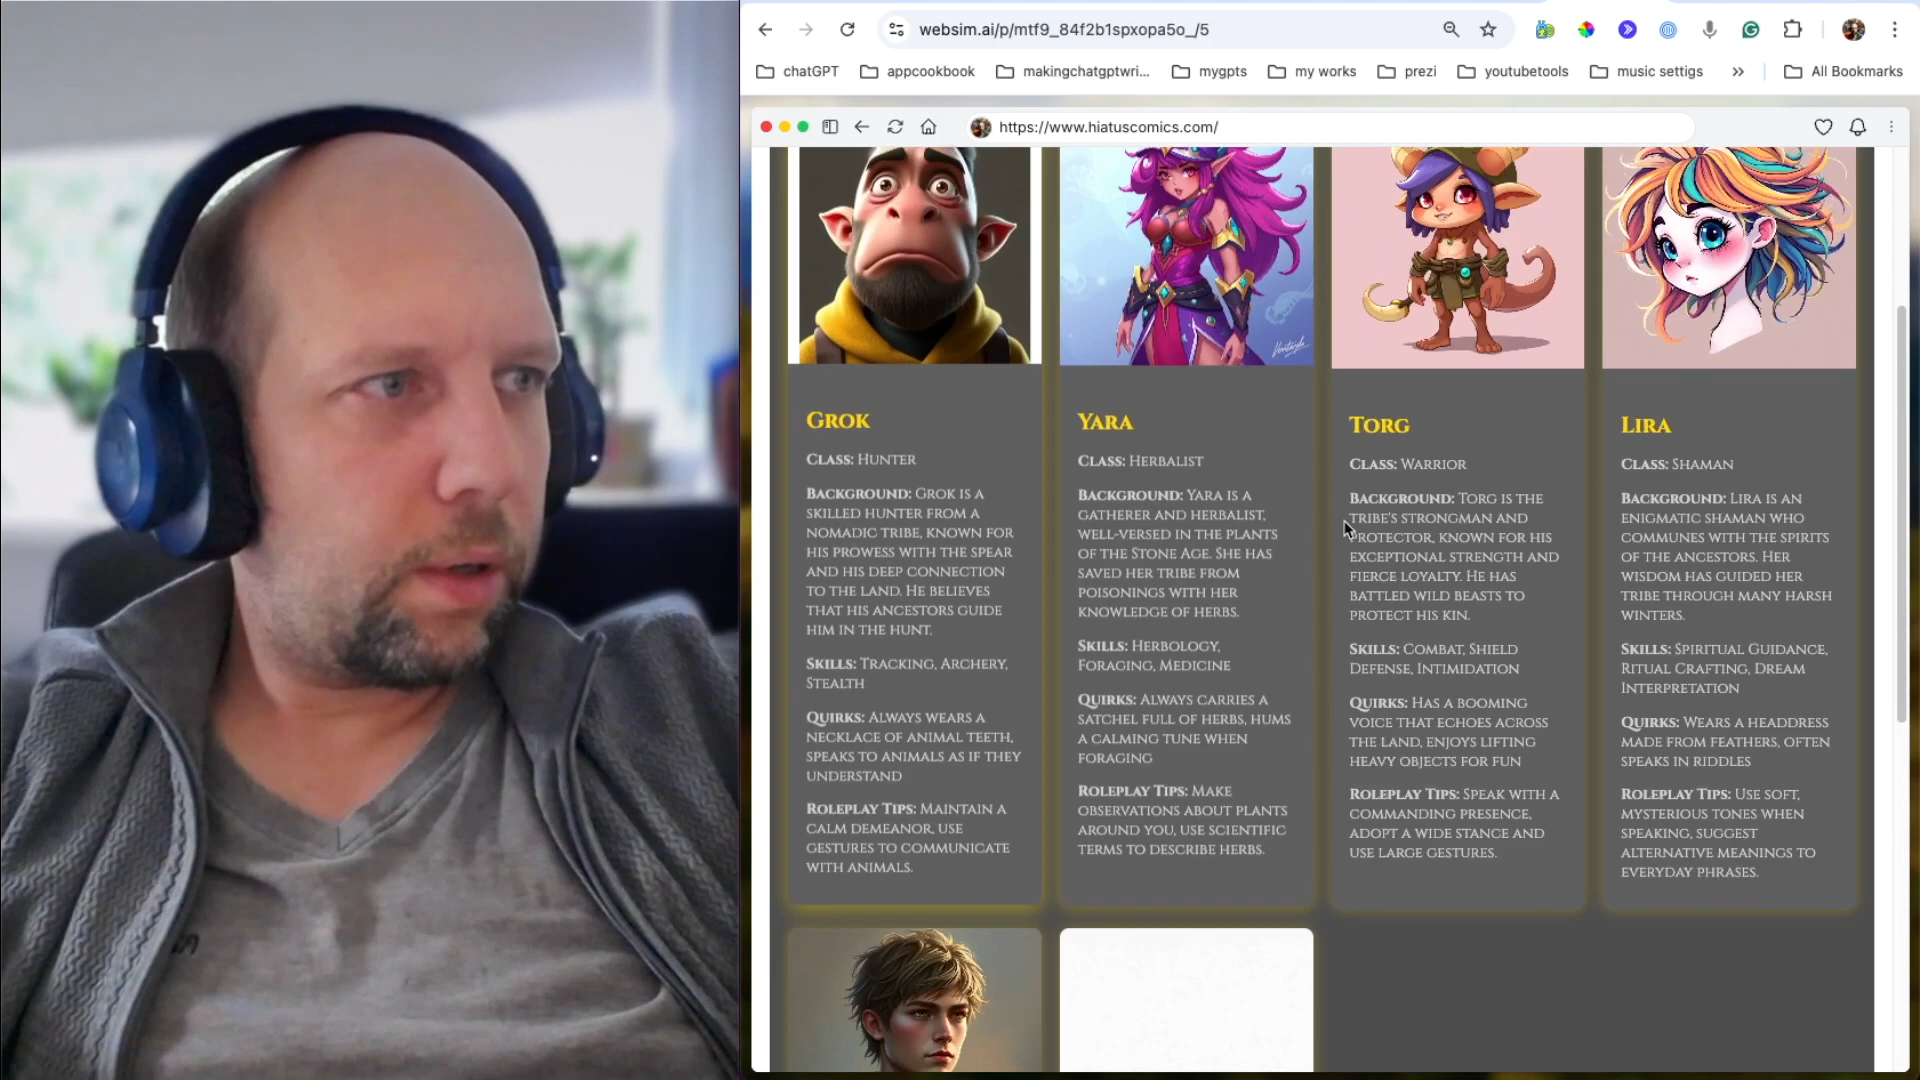 websim.ai/p/mtf9_84f2b1spxopa5o_/5
chatGPT
appcookbook
makingchatgptwri...
mygpts
my works
prezi
youtubetools
music settigs
All Bookmarks
https://www.hiatuscomics.com/
Grok
Class: Hunter
Background: Grok is a
skilled hunter from a
nomadic tribe, known for
his prowess with the spear
and his deep connection
to the land. He believes
that his ancestors guide
him in the hunt.
Skills: Tracking, Archery,
Stealth
Quirks: Always wears a
necklace of animal teeth,
speaks to animals as if they
understand
Roleplay Tips: Maintain a
calm demeanor, use
gestures to communicate
with animals.
Yara
Class: Herbalist
Background: Yara is a
gatherer and herbalist,
well-versed in the plants
of the Stone Age. She has
saved her tribe from
poisonings with her
knowledge of herbs.
Skills: Herbology,
Foraging, Medicine
Quirks: Always carries a
satchel full of herbs, hums
a calming tune when
foraging
Roleplay Tips: Make
observations about plants
around you, use scientific
terms to describe herbs.
Torg
Class: Warrior
Background: Torg is the
tribe's strongman and
protector, known for his
exceptional strength and
fierce loyalty. He has
battled wild beasts to
protect his kin.
Skills: Combat, Shield
Defense, Intimidation
Quirks: Has a booming
voice that echoes across
the land, enjoys lifting
heavy objects for fun
Roleplay Tips: Speak with a
commanding presence,
adopt a wide stance and
use large gestures.
Lira
Class: Shaman
Background: Lira is an
enigmatic shaman who
communes with the spirits
of the ancestors. Her
wisdom has guided her
tribe through many harsh
winters.
Skills: Spiritual Guidance,
Ritual Crafting, Dream
Interpretation
Quirks: Wears a headdress
made from feathers, often
speaks in riddles
Roleplay Tips: Use soft,
mysterious tones when
speaking, suggest
alternative meanings to
everyday phrases.